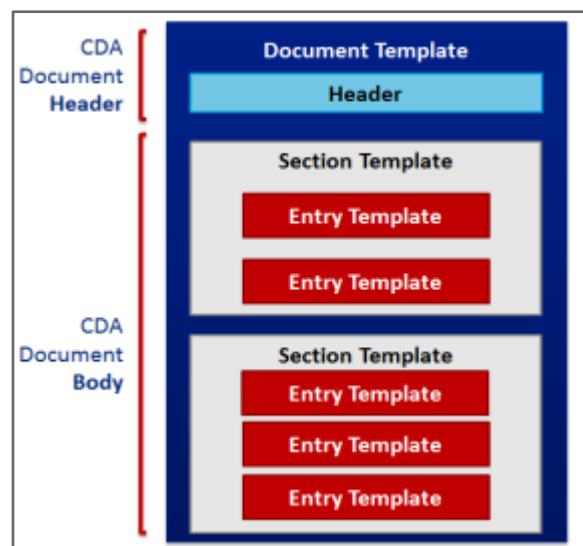 CDA
Document
Header
Document Template
Header
CDA
Document
Body
Section Template
Entry Template
Entry Template
Section Template
Entry Template
Entry Template
Entry Template